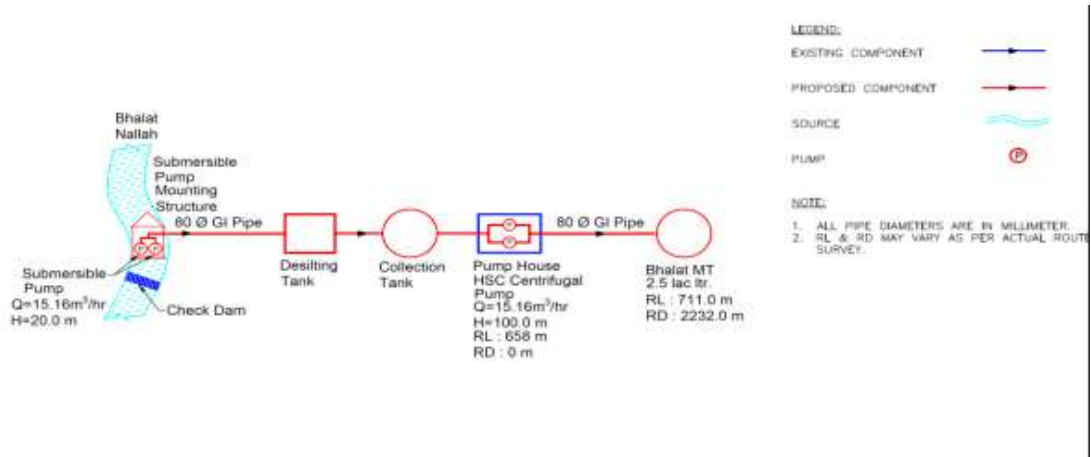 Bhalat
Nallah
Submersible
Pump
Mounting
Structure
80 Ø GI Pipe
Submersible
Pump
Q=15.16m³/hr
H=20.0 m
Check Dam
Desilting
Tank
Collection
Tank
Pump House
HSC Centrifugal
Pump
Q=15.16m³/hr
H=100.0 m
RL : 658 m
RD : 0 m
80 Ø GI Pipe
Bhalat MT
2.5 lac ltr.
RL : 711.0 m
RD : 2232.0 m
LEGEND:
EXISTING COMPONENT
PROPOSED COMPONENT
SOURCE
PUMP
P
NOTE:
1. ALL PIPE DIAMETERS ARE IN MILLIMETER.
2. RL & RD MAY VARY AS PER ACTUAL ROUTE
SURVEY.